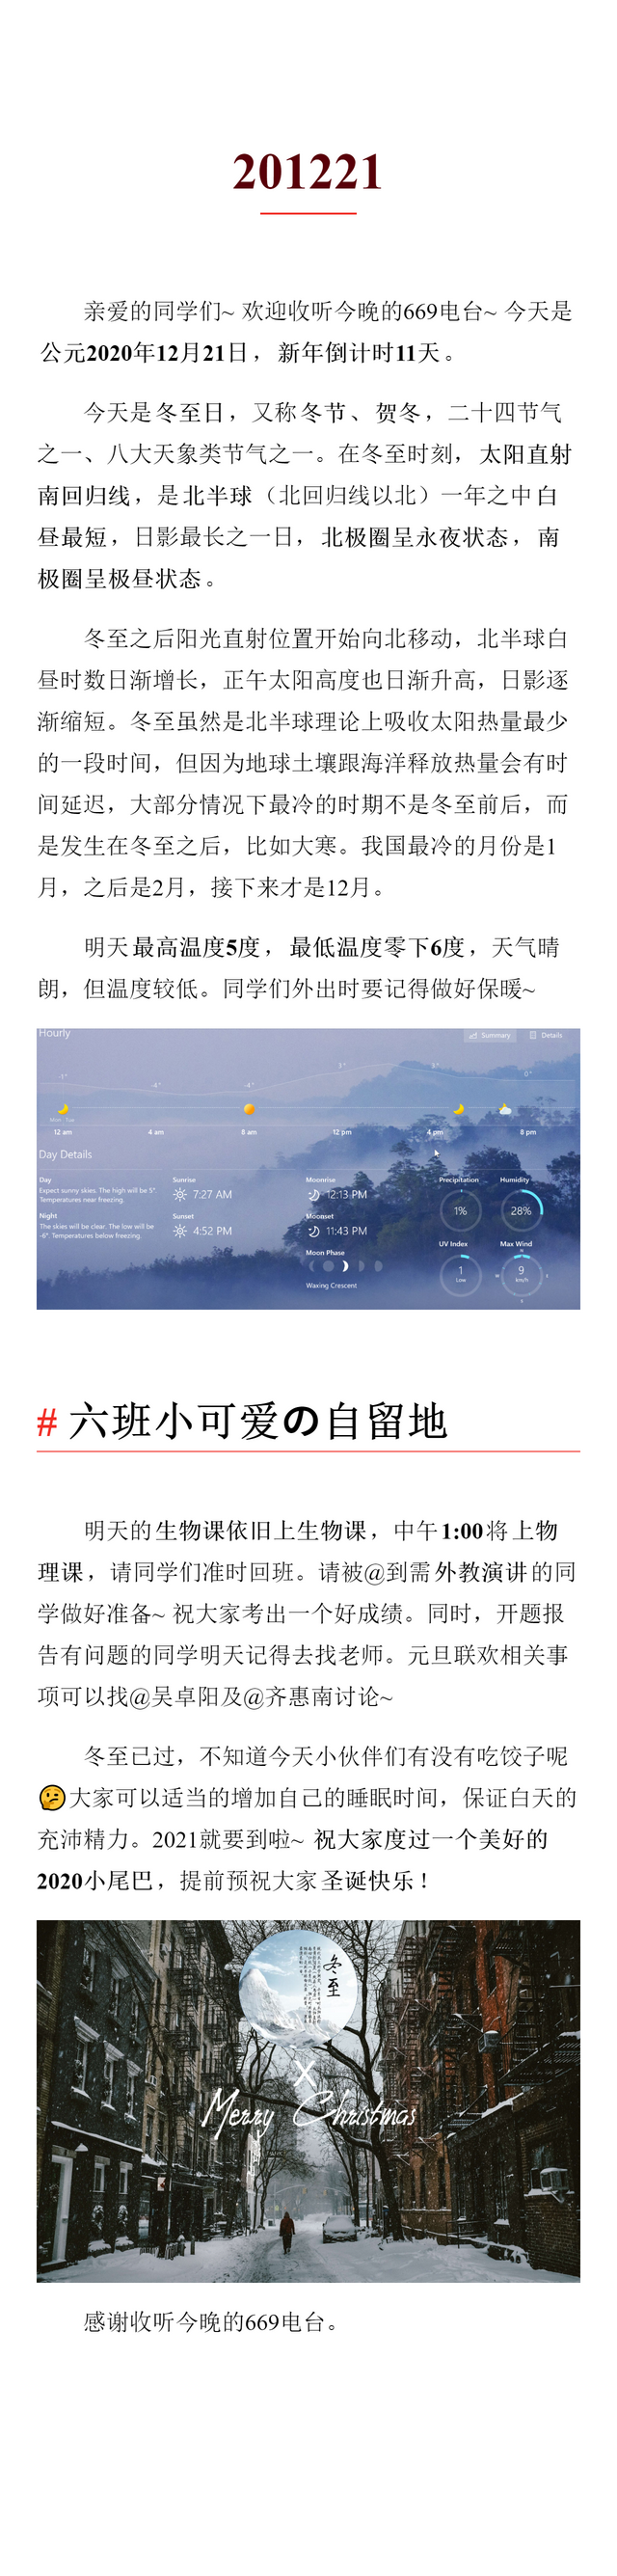 201221
亲爱的同学们~ 欢迎收听今晚的669电台~ 今天是
公元2020年12月21日，新年倒计时11天。
今天是冬至日，又称冬节、贺冬，二十四节气
之一、八大天象类节气之一。在冬至时刻，太阳直射
南回归线，是北半球（北回归线以北）一年之中白
昼最短，日影最长之一日，北极圈呈永夜状态，南
极圈呈极昼状态。
冬至之后阳光直射位置开始向北移动，北半球白
昼时数日渐增长，正午太阳高度也日渐升高，日影逐
渐缩短。冬至虽然是北半球理论上吸收太阳热量最少
的一段时间，但因为地球土壤跟海洋释放热量会有时
间延迟，大部分情况下最冷的时期不是冬至前后，而
是发生在冬至之后，比如大寒。我国最冷的月份是1
月，之后是2月，接下来才是12月。
明天最高温度5度，最低温度零下6度，天气晴
朗，但温度较低。同学们外出时要记得做好保暖~
Hourly
Summary Details
-1° -4° -4° 3° 3° 0°
Mon Tue
12 am 4 am 8 am 12 pm 4 pm 8 pm
Day Details
Day
Expect sunny skies. The high will be 5°.
Temperatures near freezing.
Night
The skies will be clear. The low will be
-6°. Temperatures below freezing.
Sunrise
7:27 AM
Sunset
4:52 PM
Moonrise
12:13 PM
Moonset
11:43 PM
Moon Phase
Waxing Crescent
Precipitation Humidity
1% 28%
UV Index Max Wind
1 9
Low km/h
# 六班小可爱の自留地
明天的生物课依旧上生物课，中午1:00将上物
理课，请同学们准时回班。请被@到需外教演讲的同
学做好准备~ 祝大家考出一个好成绩。同时，开题报
告有问题的同学明天记得去找老师。元旦联欢相关事
项可以找@吴卓阳及@齐惠南讨论~
冬至已过，不知道今天小伙伴们有没有吃饺子呢
🤔大家可以适当的增加自己的睡眠时间，保证白天的
充沛精力。2021就要到啦~ 祝大家度过一个美好的
2020小尾巴，提前预祝大家圣诞快乐！
冬至
X
Merry Christmas
感谢收听今晚的669电台。